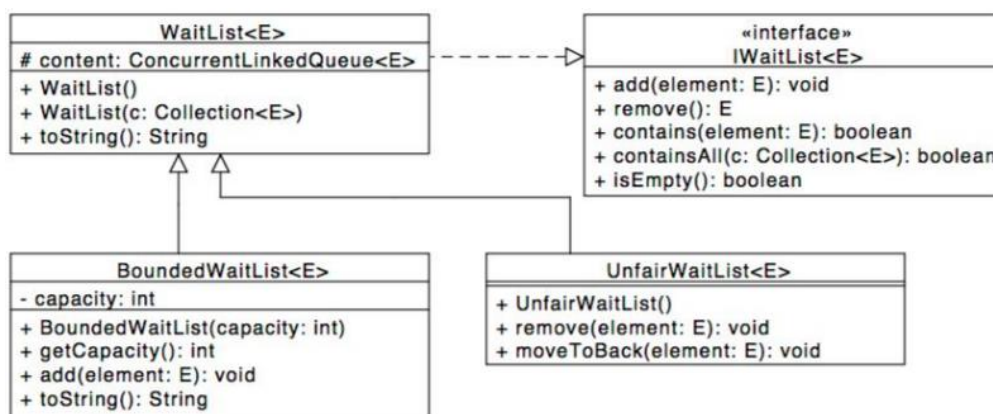 WaitList<E>
# content: ConcurrentLinkedQueue<E>
+ WaitList()
+ WaitList(c: Collection<E>)
+ toString(): String
«interface»
IWaitList<E>
+ add(element: E): void
+ remove(): E
+ contains(element: E): boolean
+ containsAll(c: Collection<E>): boolean
+ isEmpty(): boolean
BoundedWaitList<E>
- capacity: int
+ BoundedWaitList(capacity: int)
+ getCapacity(): int
+ add(element: E): void
+ toString(): String
UnfairWaitList<E>
+ UnfairWaitList()
+ remove(element: E): void
+ moveToBack(element: E): void